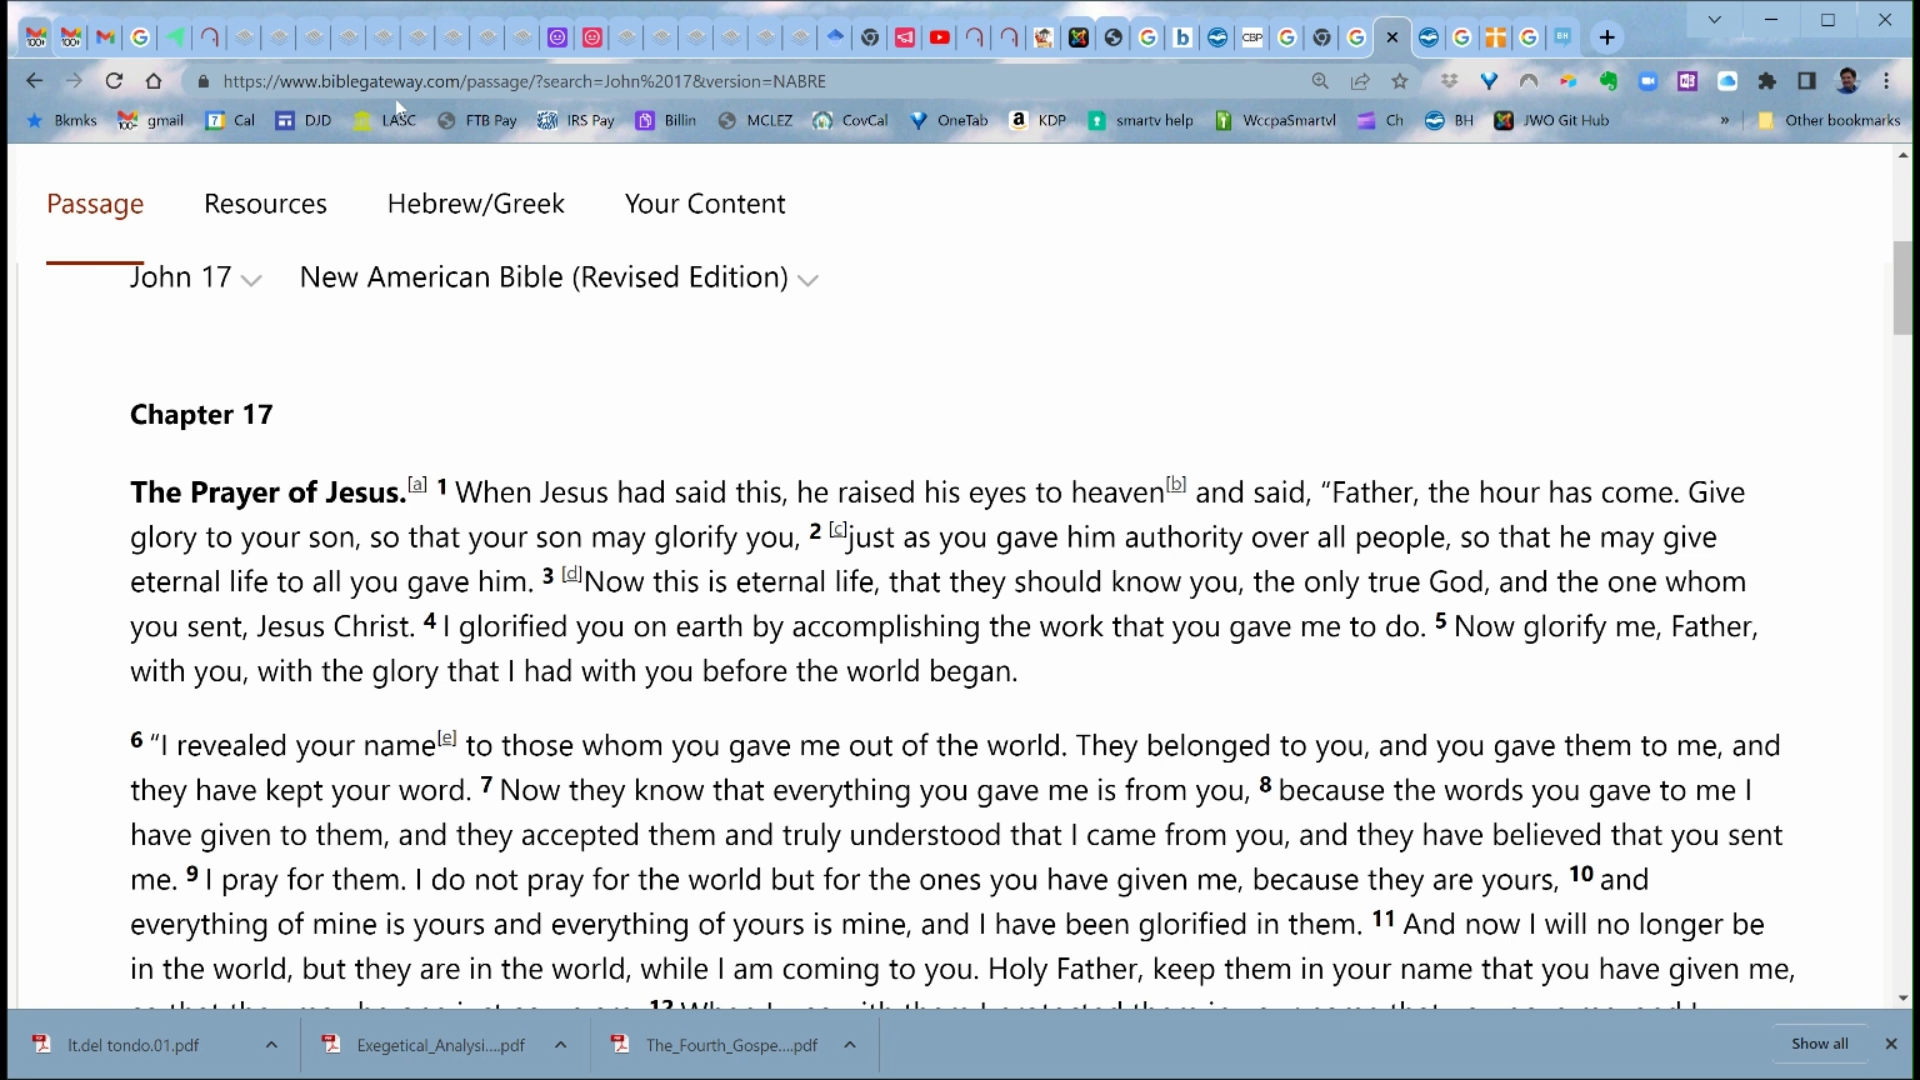 https://www.biblegateway.com/passage/?search=John%2017&version=NABRE
Bkmks gmail Cal DJD LASC FTB Pay IRS Pay Billin MCLEZ CovCal OneTab KDP smartv help WccpaSmartvl Ch BH JWO Git Hub » Other bookmarks
Passage Resources Hebrew/Greek Your Content
John 17 New American Bible (Revised Edition)
Chapter 17
The Prayer of Jesus.[a] 1 When Jesus had said this, he raised his eyes to heaven[b] and said, “Father, the hour has come. Give
glory to your son, so that your son may glorify you, 2 [c]just as you gave him authority over all people, so that he may give
eternal life to all you gave him. 3 [d]Now this is eternal life, that they should know you, the only true God, and the one whom
you sent, Jesus Christ. 4 I glorified you on earth by accomplishing the work that you gave me to do. 5 Now glorify me, Father,
with you, with the glory that I had with you before the world began.
6 “I revealed your name[e] to those whom you gave me out of the world. They belonged to you, and you gave them to me, and
they have kept your word. 7 Now they know that everything you gave me is from you, 8 because the words you gave to me I
have given to them, and they accepted them and truly understood that I came from you, and they have believed that you sent
me. 9 I pray for them. I do not pray for the world but for the ones you have given me, because they are yours, 10 and
everything of mine is yours and everything of yours is mine, and I have been glorified in them. 11 And now I will no longer be
in the world, but they are in the world, while I am coming to you. Holy Father, keep them in your name that you have given me,
lt.del tondo.01.pdf Exegetical_Analysi....pdf The_Fourth_Gospe....pdf Show all